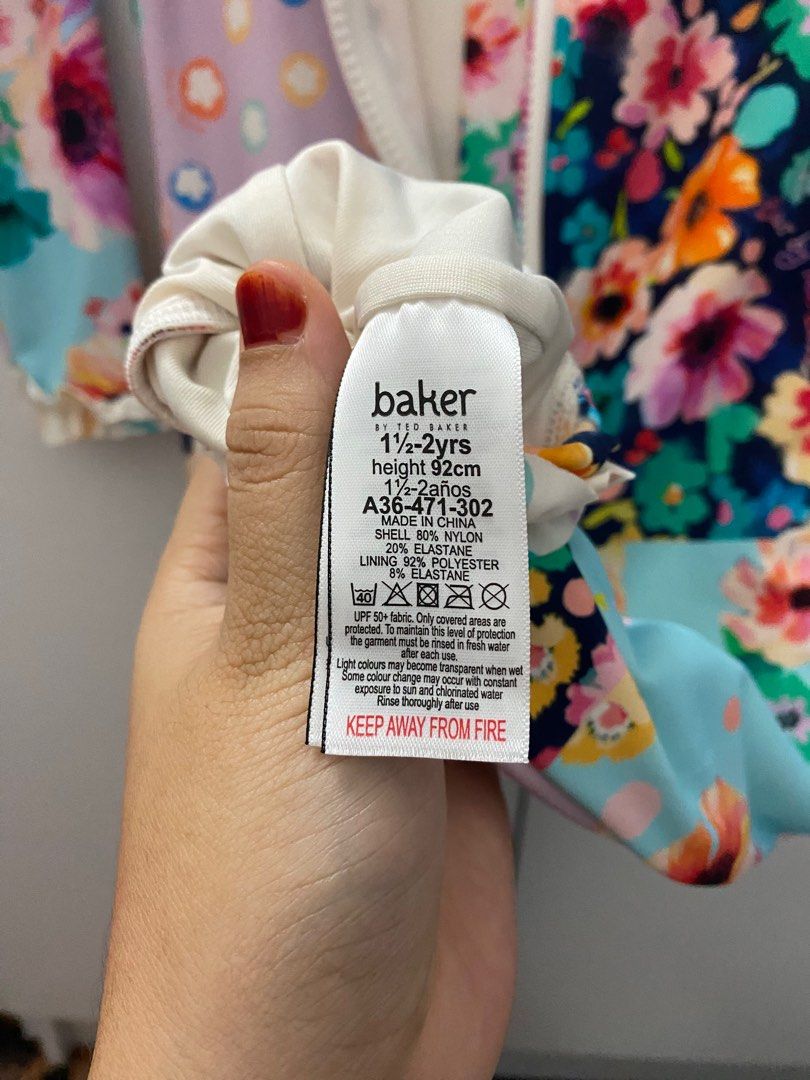 baker
BY TED BAKER
1½-2yrs
height 92cm
1½-2años
A36-471-302
MADE IN CHINA
SHELL 80% NYLON
20% ELASTANE
LINING 92% POLYESTER
8% ELASTANE
40
UPF 50+ fabric. Only covered areas are
protected. To maintain this level of protection
the garment must be rinsed in fresh water
after each use.
Light colours may become transparent when wet
Some colour change may occur with constant
exposure to sun and chlorinated water
Rinse thoroughly after use
KEEP AWAY FROM FIRE